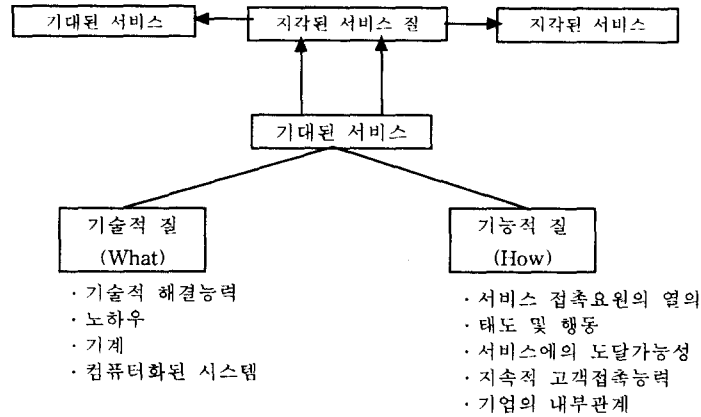 기대된 서비스
지각된 서비스 질
지각된 서비스
기대된 서비스
기술적 질
(What)
· 기술적 해결능력
· 노하우
· 기계
· 컴퓨터화된 시스템
기능적 질
(How)
· 서비스 접촉요원의 열의
· 태도 및 행동
· 서비스에의 도달가능성
· 지속적 고객접촉능력
· 기업의 내부관계